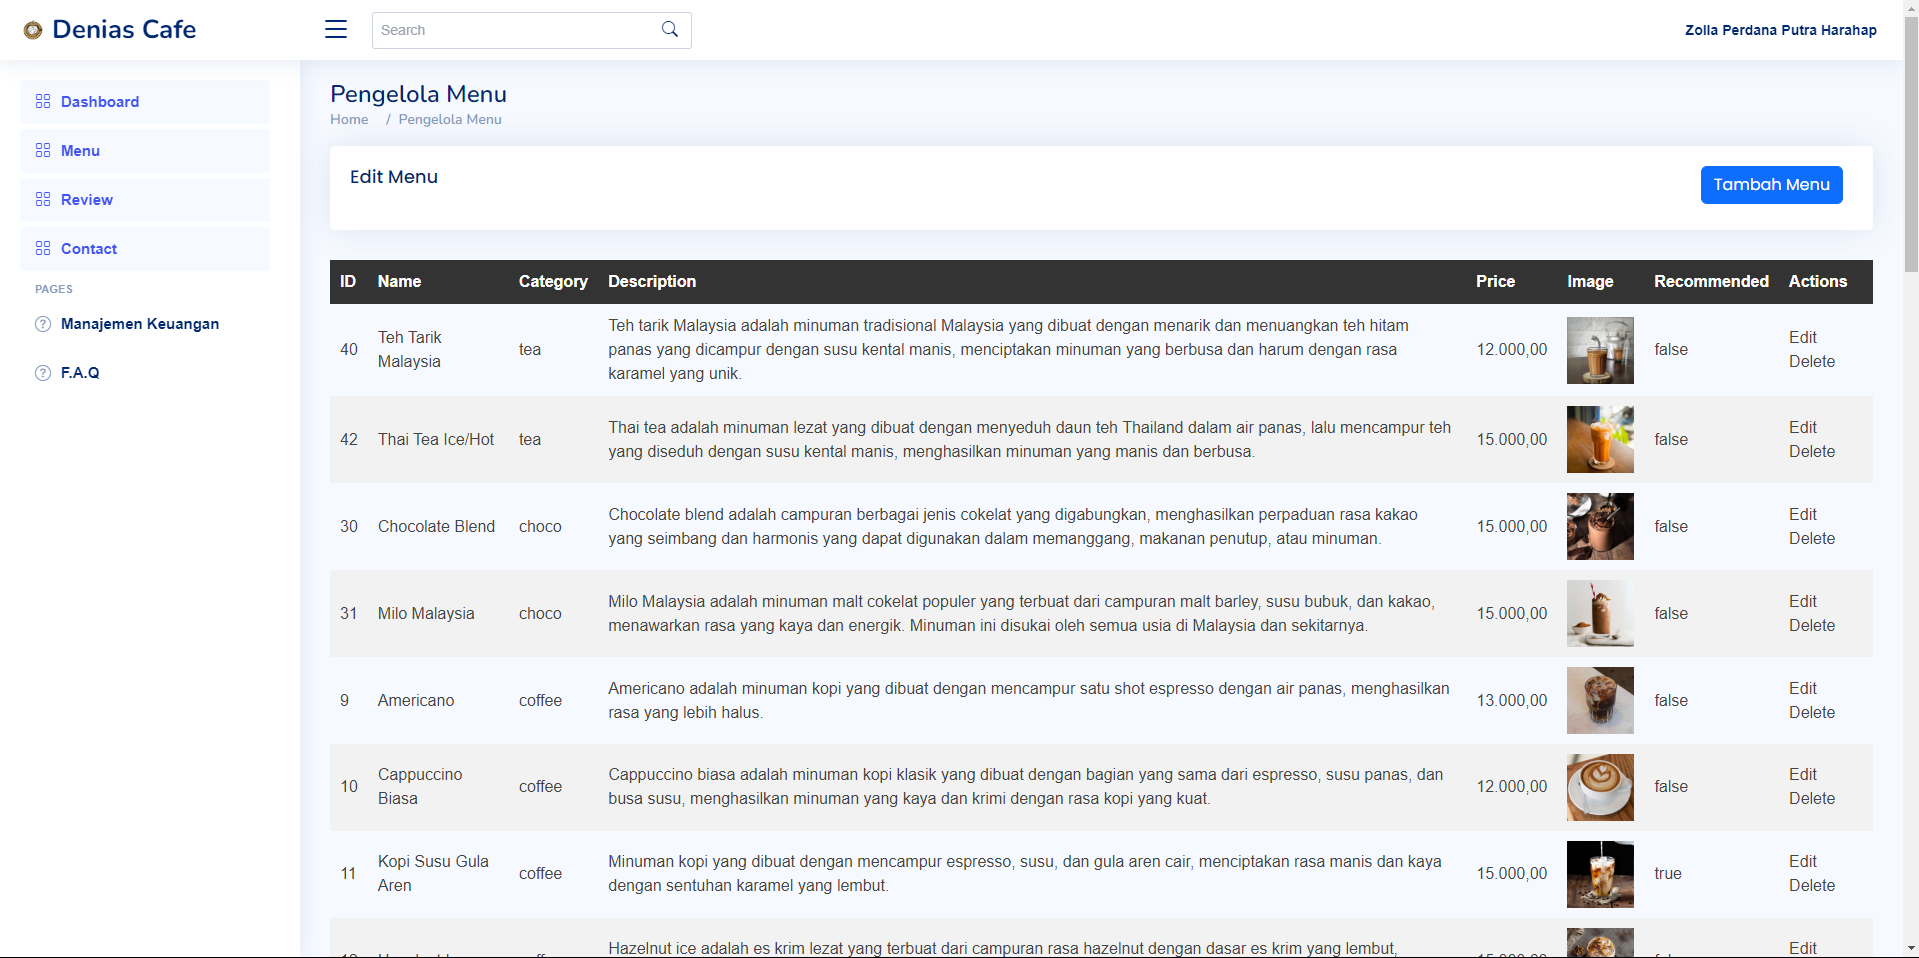 Denias Cafe
Search
Zolla Perdana Putra Harahap
Dashboard
Menu
Review
Contact
PAGES
Manajemen Keuangan
F.A.Q
Pengelola Menu
Home / Pengelola Menu
Edit Menu
Tambah Menu
ID Name Category Description Price Image Recommended Actions
40 Teh Tarik Malaysia tea Teh tarik Malaysia adalah minuman tradisional Malaysia yang dibuat dengan menarik dan menuangkan teh hitam
panas yang dicampur dengan susu kental manis, menciptakan minuman yang berbusa dan harum dengan rasa
karamel yang unik. 12.000,00 false Edit Delete
42 Thai Tea Ice/Hot tea Thai tea adalah minuman lezat yang dibuat dengan menyeduh daun teh Thailand dalam air panas, lalu mencampur teh
yang diseduh dengan susu kental manis, menghasilkan minuman yang manis dan berbusa. 15.000,00 false Edit Delete
30 Chocolate Blend choco Chocolate blend adalah campuran berbagai jenis cokelat yang digabungkan, menghasilkan perpaduan rasa kakao
yang seimbang dan harmonis yang dapat digunakan dalam memanggang, makanan penutup, atau minuman. 15.000,00 false Edit Delete
31 Milo Malaysia choco Milo Malaysia adalah minuman malt cokelat populer yang terbuat dari campuran malt barley, susu bubuk, dan kakao,
menawarkan rasa yang kaya dan energik. Minuman ini disukai oleh semua usia di Malaysia dan sekitarnya. 15.000,00 false Edit Delete
9 Americano coffee Americano adalah minuman kopi yang dibuat dengan mencampur satu shot espresso dengan air panas, menghasilkan
rasa yang lebih halus. 13.000,00 false Edit Delete
10 Cappuccino Biasa coffee Cappuccino biasa adalah minuman kopi klasik yang dibuat dengan bagian yang sama dari espresso, susu panas, dan
busa susu, menghasilkan minuman yang kaya dan krimi dengan rasa kopi yang kuat. 12.000,00 false Edit Delete
11 Kopi Susu Gula Aren coffee Minuman kopi yang dibuat dengan mencampur espresso, susu, dan gula aren cair, menciptakan rasa manis dan kaya
dengan sentuhan karamel yang lembut. 15.000,00 true Edit Delete
Hazelnut ice adalah es krim lezat yang terbuat dari campuran rasa hazelnut dengan dasar es krim yang lembut, Edit